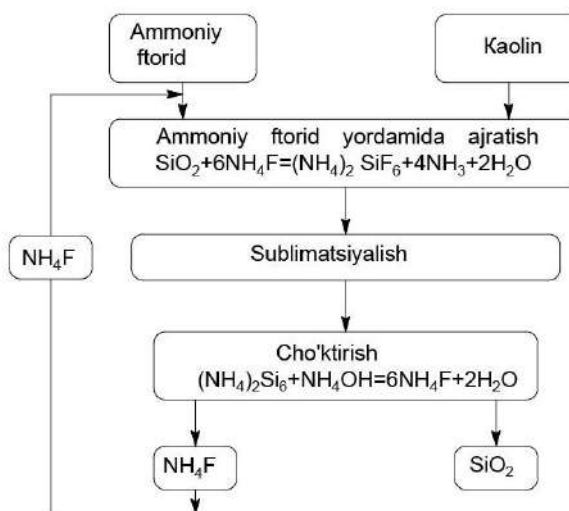 Ammoniy
ftorid
Kaolin
Ammoniy ftorid yordamida ajratish
SiO₂+6NH₄F=(NH₄)₂ SiF₆+4NH₃+2H₂O
NH₄F
Sublimatsiyalish
Cho'ktirish
(NH₄)₂Si₆+NH₄OH=6NH₄F+2H₂O
NH₄F
SiO₂